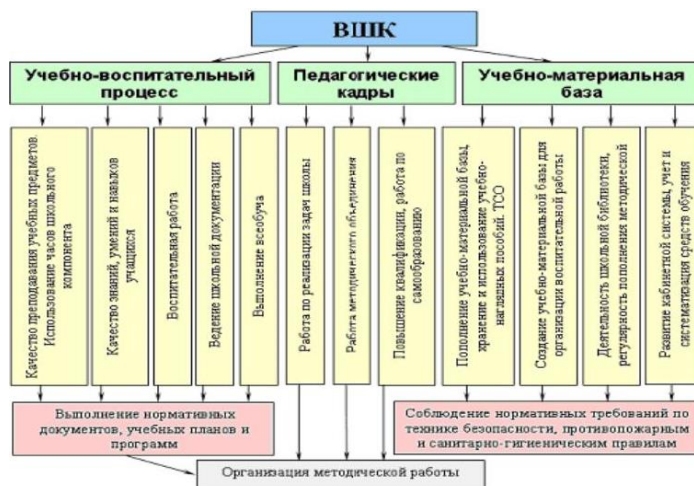 ВШК
Учебно-воспитательный
процесс
Педагогические
кадры
Учебно-материальная
база
Качество преподавания учебных предметов.
Использование часов школьного
компонента
Качество знаний, умений и навыков
учащихся
Воспитательная работа
Ведение школьной документации
Выполнение всеобуча
Работа по реализации задач школы
Работа методического объединения
Повышение квалификации, работа по
самообразованию
Пополнение учебно-материальной базы,
хранение и использование учебно-
наглядных пособий. ТСО
Создание учебно-материальной базы для
организации воспитательной работы
Деятельность школьной библиотеки,
регулярность пополнения методической
Развитие кабинетной системы, учет и
систематизация средств обучения
Выполнение нормативных
документов, учебных планов и
программ
Соблюдение нормативных требований по
технике безопасности, противопожарным
и санитарно-гигиеническим правилам
Организация методической работы